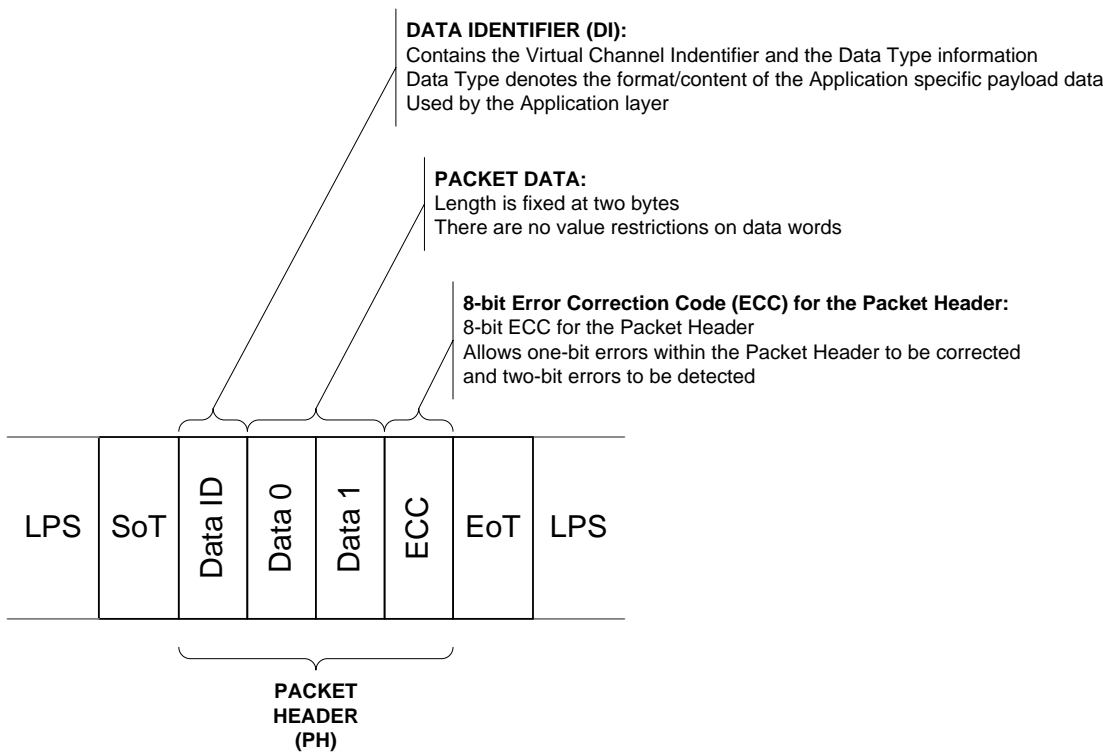 DATA IDENTIFIER (DI):
Contains the Virtual Channel Indentifier and the Data Type information
Data Type denotes the format/content of the Application specific payload data
Used by the Application layer
PACKET DATA:
Length is fixed at two bytes
There are no value restrictions on data words
8-bit Error Correction Code (ECC) for the Packet Header:
8-bit ECC for the Packet Header
Allows one-bit errors within the Packet Header to be corrected
and two-bit errors to be detected
LPS
SoT
Data ID
Data 0
Data 1
ECC
EoT
LPS
PACKET
HEADER
(PH)